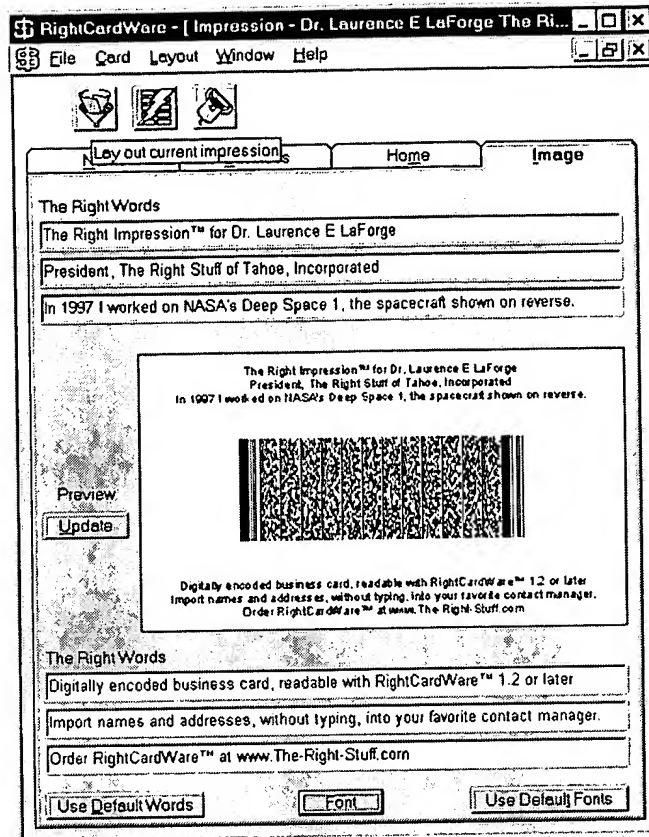 RightCardWare - [ Impression - Dr. Laurence E LaForge The Ri...
File Card Layout Window Help
Lay out current impression
Home
Image
The Right Words
The Right Impression™ for Dr. Laurence E LaForge
President, The Right Stuff of Tahoe, Incorporated
In 1997 I worked on NASA's Deep Space 1, the spacecraft shown on reverse.
The Right Impression™ for Dr. Laurence E LaForge
President, The Right Stuff of Tahoe, Incorporated
In 1997 I worked on NASA's Deep Space 1, the spacecraft shown on reverse.
Preview
Update
Digitally encoded business card, readable with RightCardWare™ 1.2 or later
Import names and addresses, without typing, into your favorite contact manager.
Order RightCardWare™ at www.The-Right-Stuff.com
The Right Words
Digitally encoded business card, readable with RightCardWare™ 1.2 or later
Import names and addresses, without typing, into your favorite contact manager.
Order RightCardWare™ at www.The-Right-Stuff.com
Use Default Words
Font
Use Default Fonts